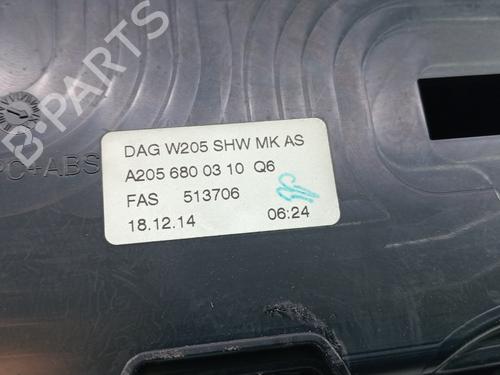 DAG W205 SHW MK AS
A205 680 03 10 Q6
FAS 513706
18.12.14 06:24
PC+ABS
B-PARTS